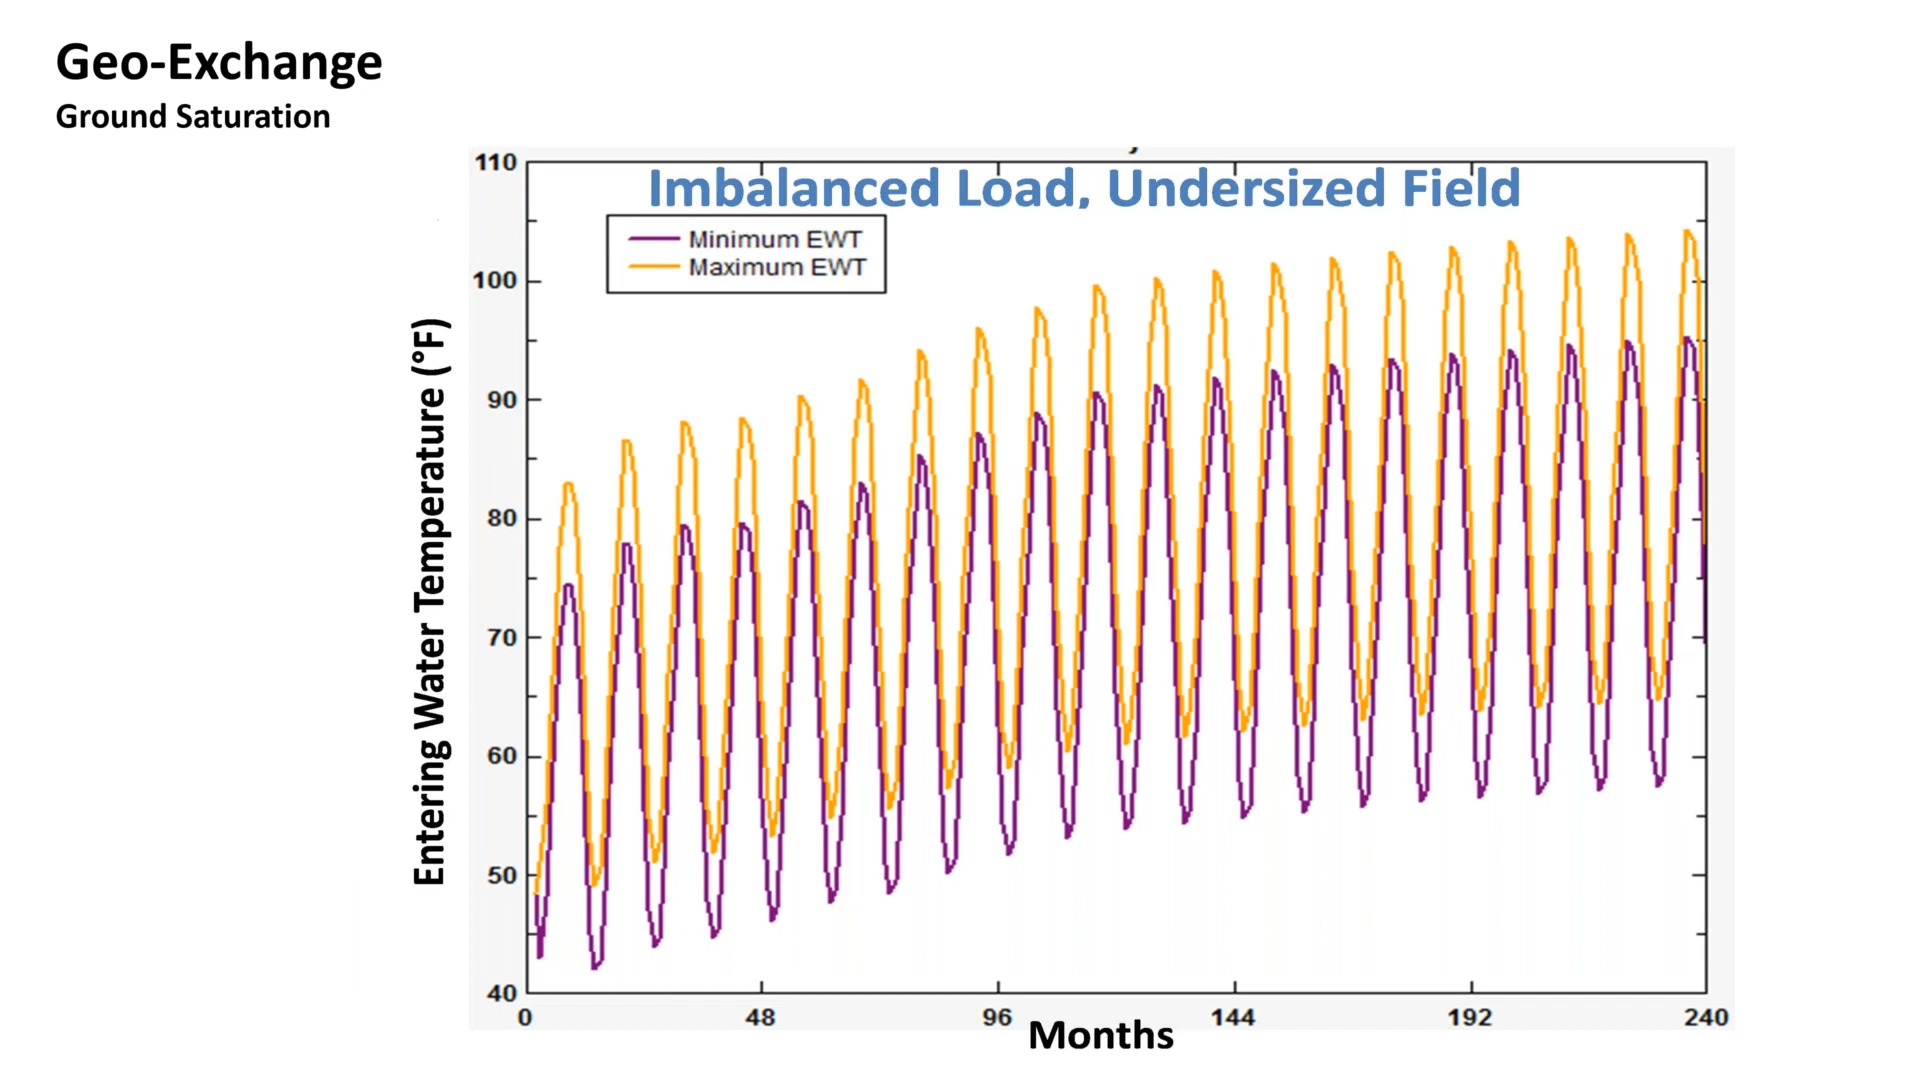 Geo-Exchange
Ground Saturation
Imbalanced Load, Undersized Field
Minimum EWT
Maximum EWT
Entering Water Temperature (°F)
110
100
90
80
70
60
50
40
0 48 96 144 192 240
Months